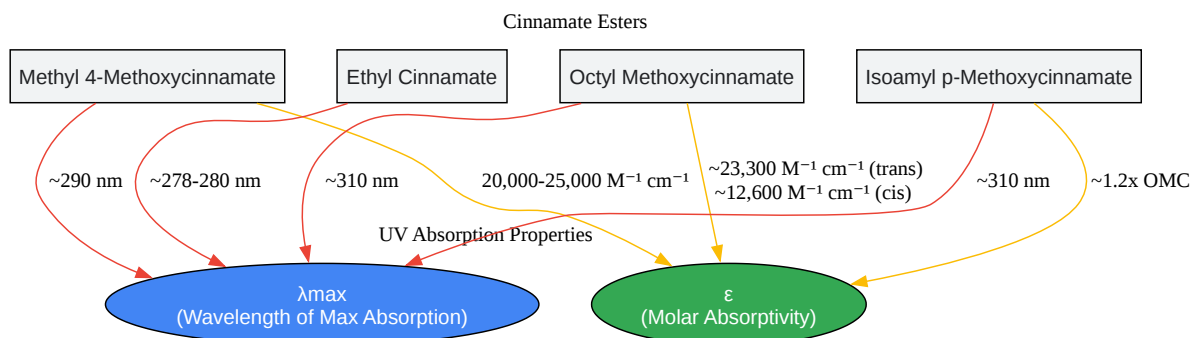 Cinnamate Esters
Methyl 4-Methoxycinnamate
Ethyl Cinnamate
Octyl Methoxycinnamate
Isoamyl p-Methoxycinnamate
~290 nm
~278-280 nm
~310 nm
20,000-25,000 M⁻¹ cm⁻¹
~23,300 M⁻¹ cm⁻¹ (trans)
~12,600 M⁻¹ cm⁻¹ (cis)
~310 nm
~1.2x OMC
UV Absorption Properties
λmax
(Wavelength of Max Absorption)
ε
(Molar Absorptivity)